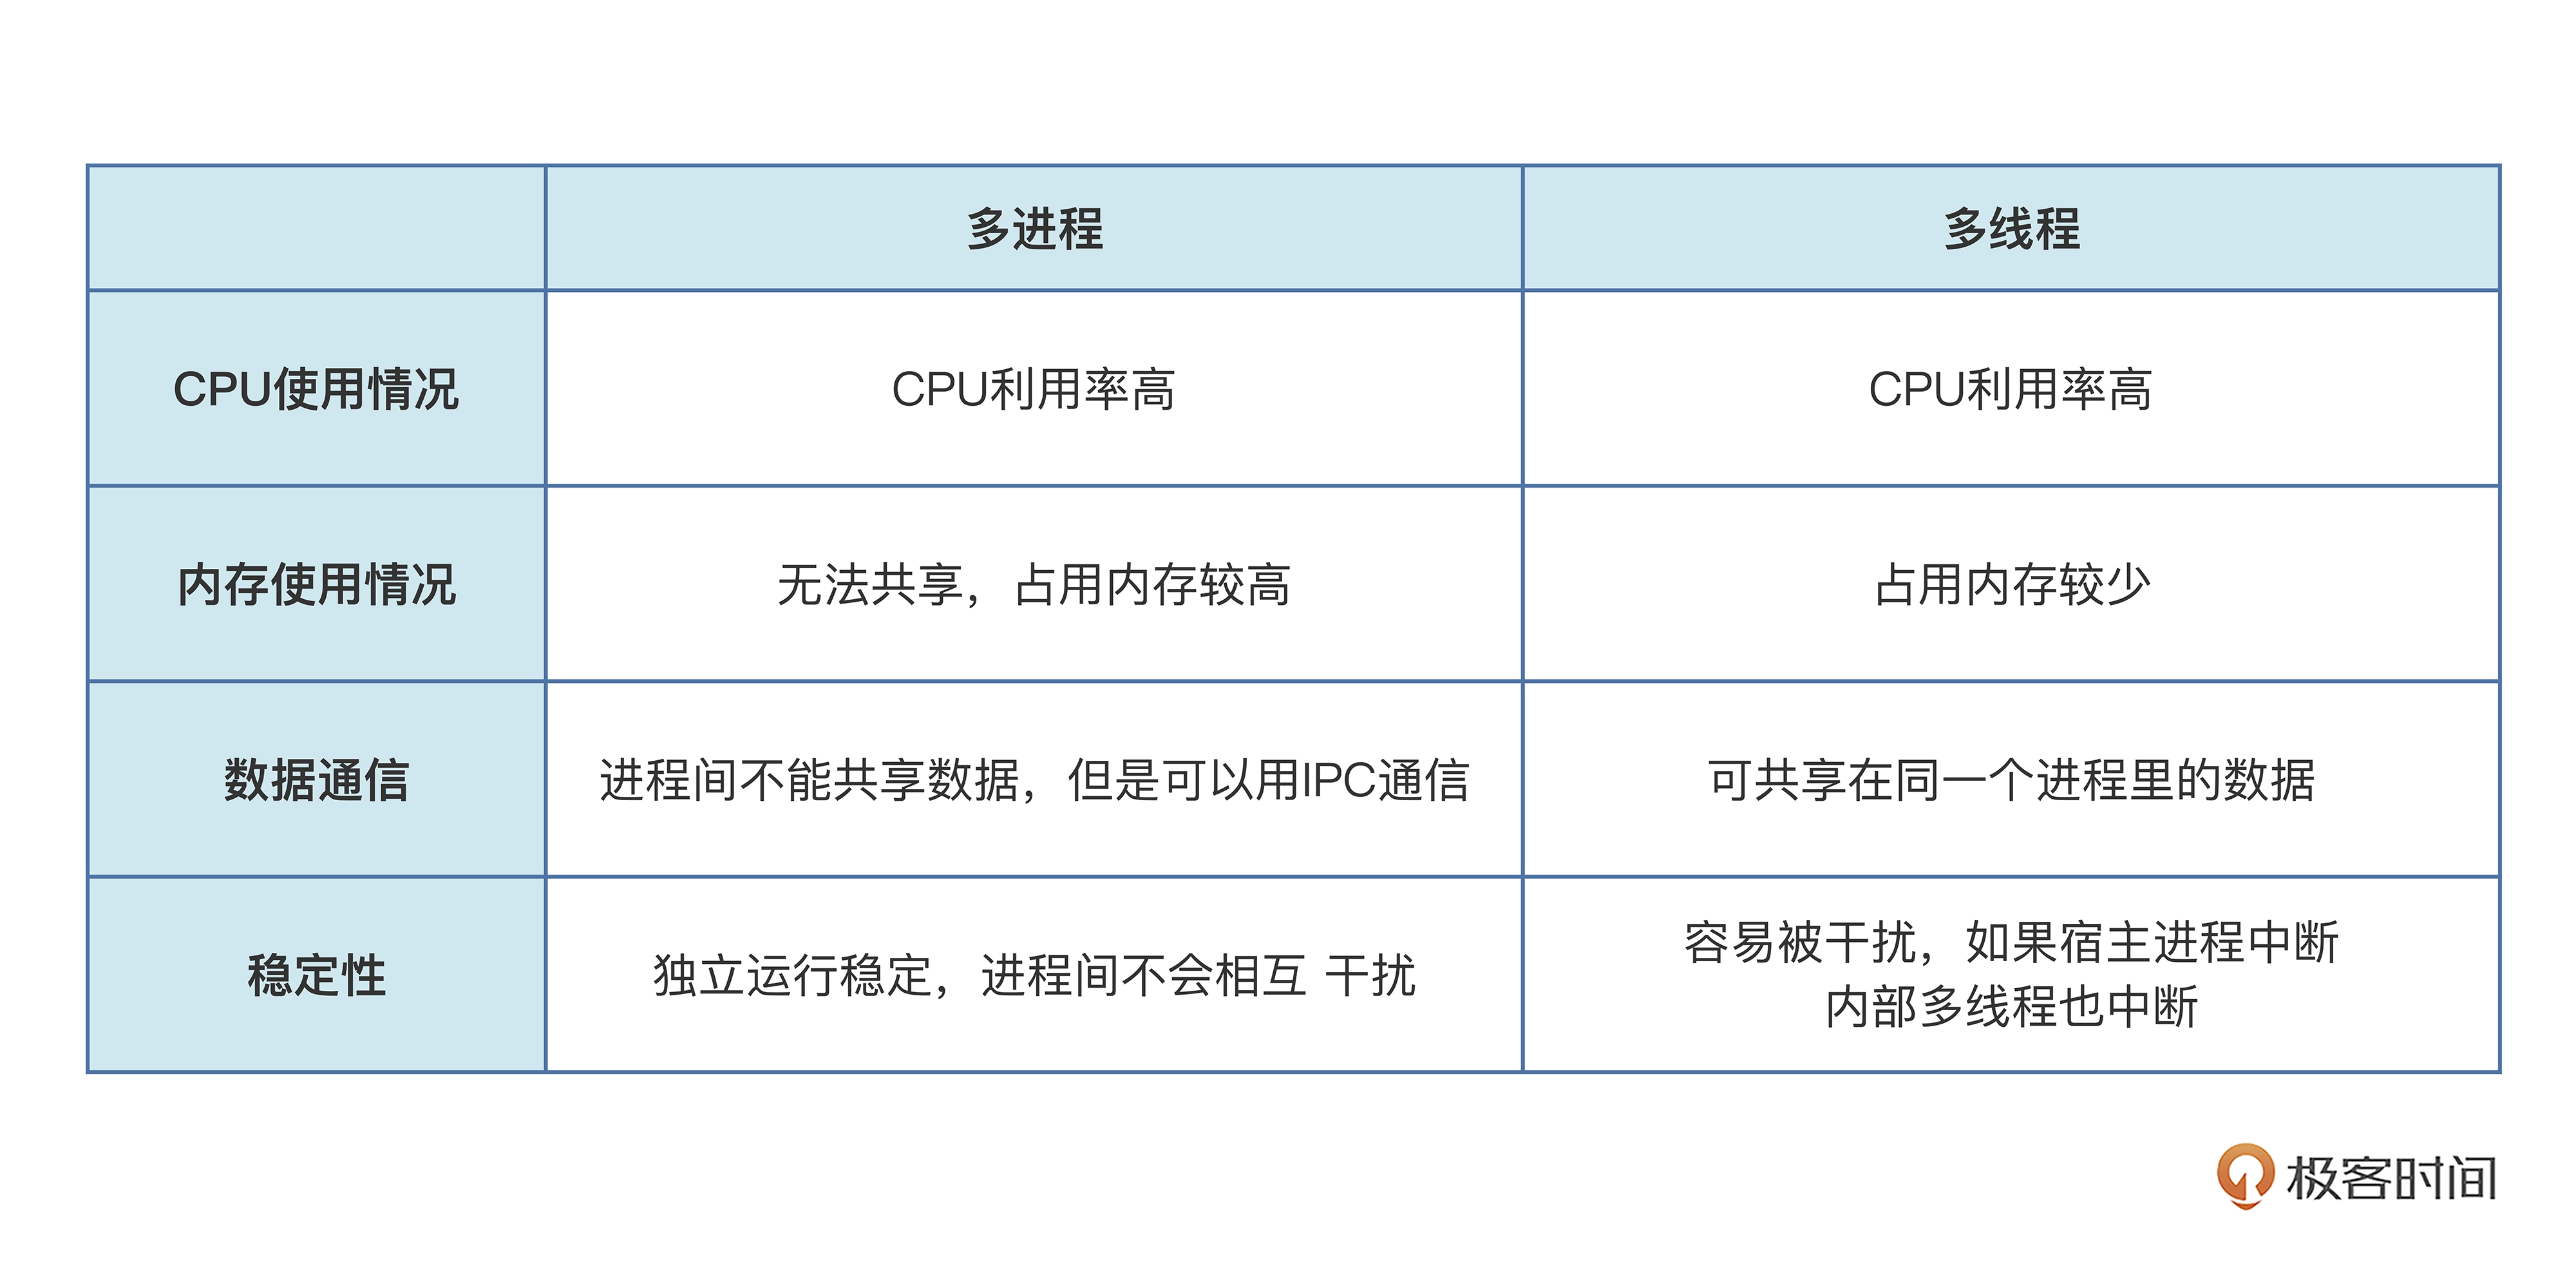 多进程
多线程
CPU使用情况
CPU利用率高
CPU利用率高
内存使用情况
无法共享，占用内存较高
占用内存较少
数据通信
进程间不能共享数据，但是可以用IPC通信
可共享在同一个进程里的数据
稳定性
独立运行稳定，进程间不会相互 干扰
容易被干扰，如果宿主进程中断
内部多线程也中断
极客时间